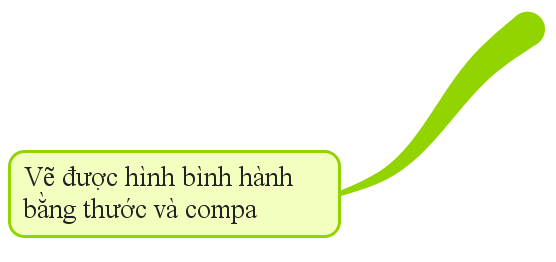 Vẽ được hình bình hành
bằng thước và compa